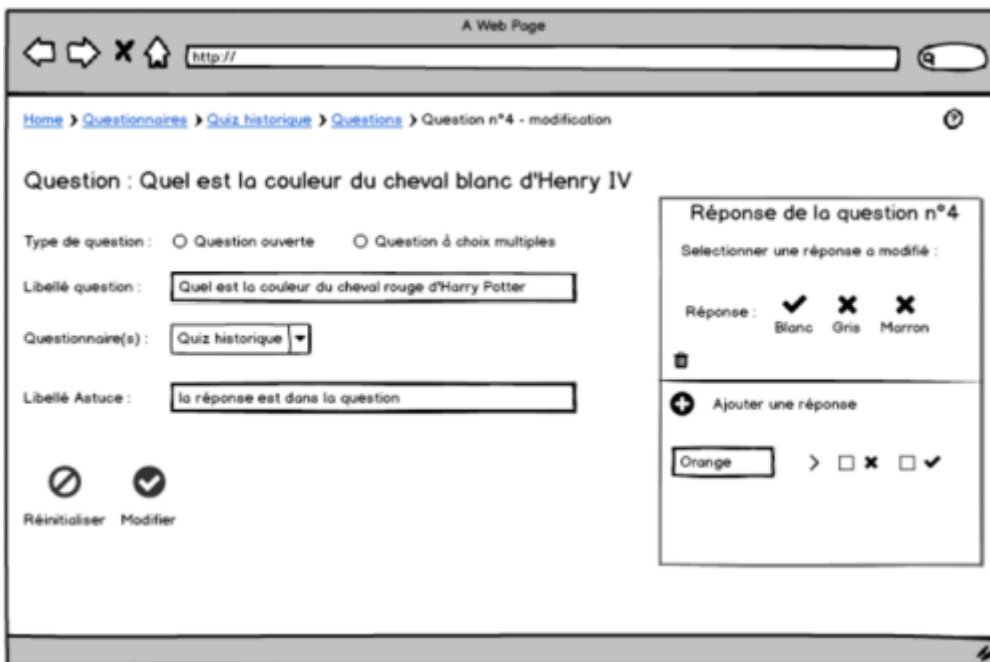 A Web Page
http://
Home > Questionnaires > Quiz historique > Questions > Question n°4 - modification
Question : Quel est la couleur du cheval blanc d'Henry IV
Type de question : Question ouverte Question à choix multiples
Libellé question : Quel est la couleur du cheval rouge d'Harry Potter
Questionnaire(s) : Quiz historique
Libellé Astuce : la réponse est dans la question
Réinitialiser Modifier
Réponse de la question n°4
Selectionner une réponse a modifié :
Réponse :
Blanc Gris Marron
Ajouter une réponse
Orange